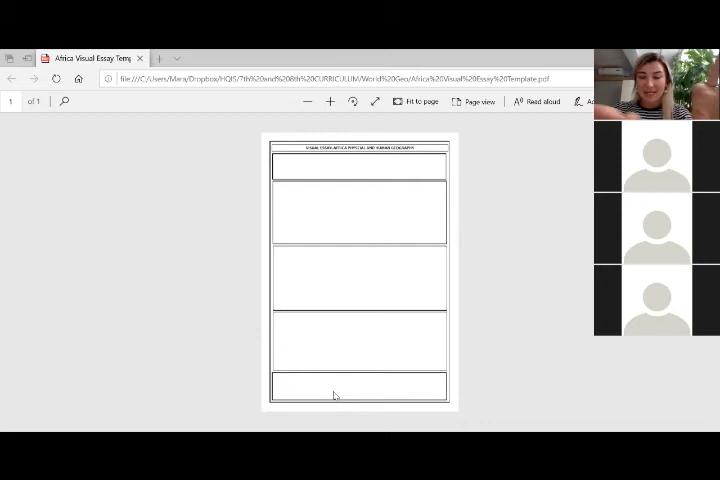 Africa Visual Essay Temp
file:///C:/Users/Mara/Dropbox/HQIS/7th%20and%208th%20CURRICULUM/World%20Geo/Africa%20Visual%20Essay%20Template.pdf
1 of 1
Fit to page
Page view
Read aloud
VISUAL ESSAY: AFRICA PHYSCIAL AND HUMAN GEOGRAPHY